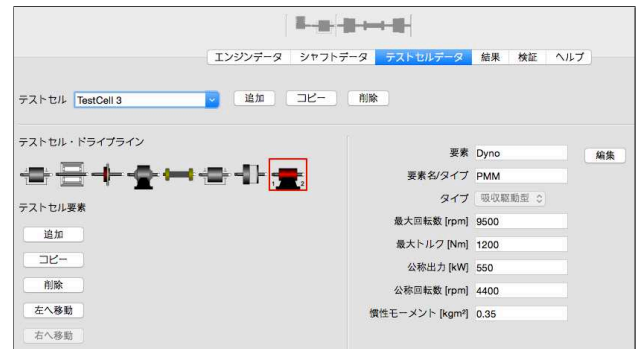 エンジンデータ シャフトデータ テストセルデータ 結果 検証 ヘルプ
テストセル TestCell 3 追加 コピー 削除
テストセル・ドライブライン
1 2
テストセル要素
追加
コピー
削除
左へ移動
右へ移動
要素 Dyno 編集
要素名/タイプ PMM
タイプ 吸収駆動型
最大回転数 [rpm] 9500
最大トルク [Nm] 1200
公称出力 [kW] 550
公称回転数 [rpm] 4400
慣性モーメント [kgm²] 0.35